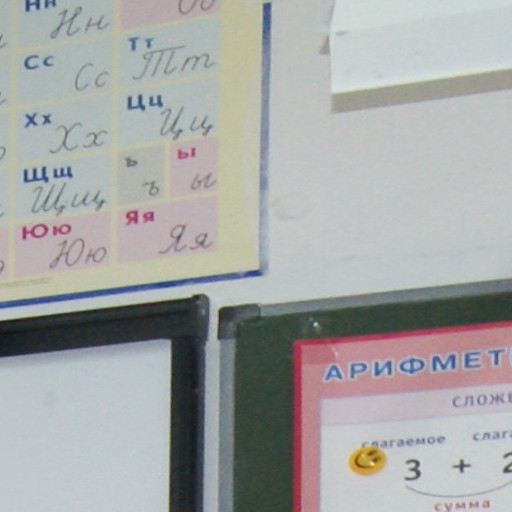 Нн Нн
Сс Сс Тт Тт
Хх Хх Цц Цц
Щщ Щщ ъ ъ ы ы
Юю Юю Яя Яя
АРИФМЕТ
СЛОЖ
слагаемое слага
3 + 2
сумма